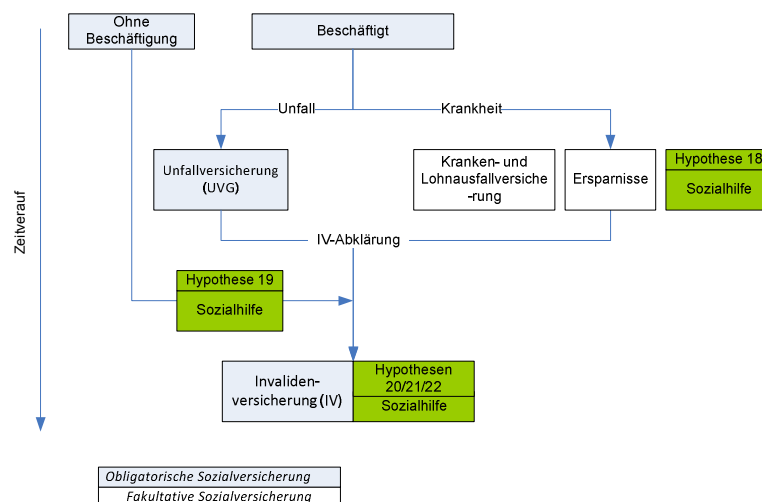 Ohne
Beschäftigung
Beschäftigt
Unfall
Krankheit
Unfallversicherung
(UVG)
Kranken- und
Lohnausfallversiche
-rung
Ersparnisse
Hypothese 18
Sozialhilfe
Zeitverauf
IV-Abklärung
Hypothese 19
Sozialhilfe
Invaliden-
versicherung (IV)
Hypothesen
20/21/22
Sozialhilfe
Obligatorische Sozialversicherung
Fakultative Sozialversicherung